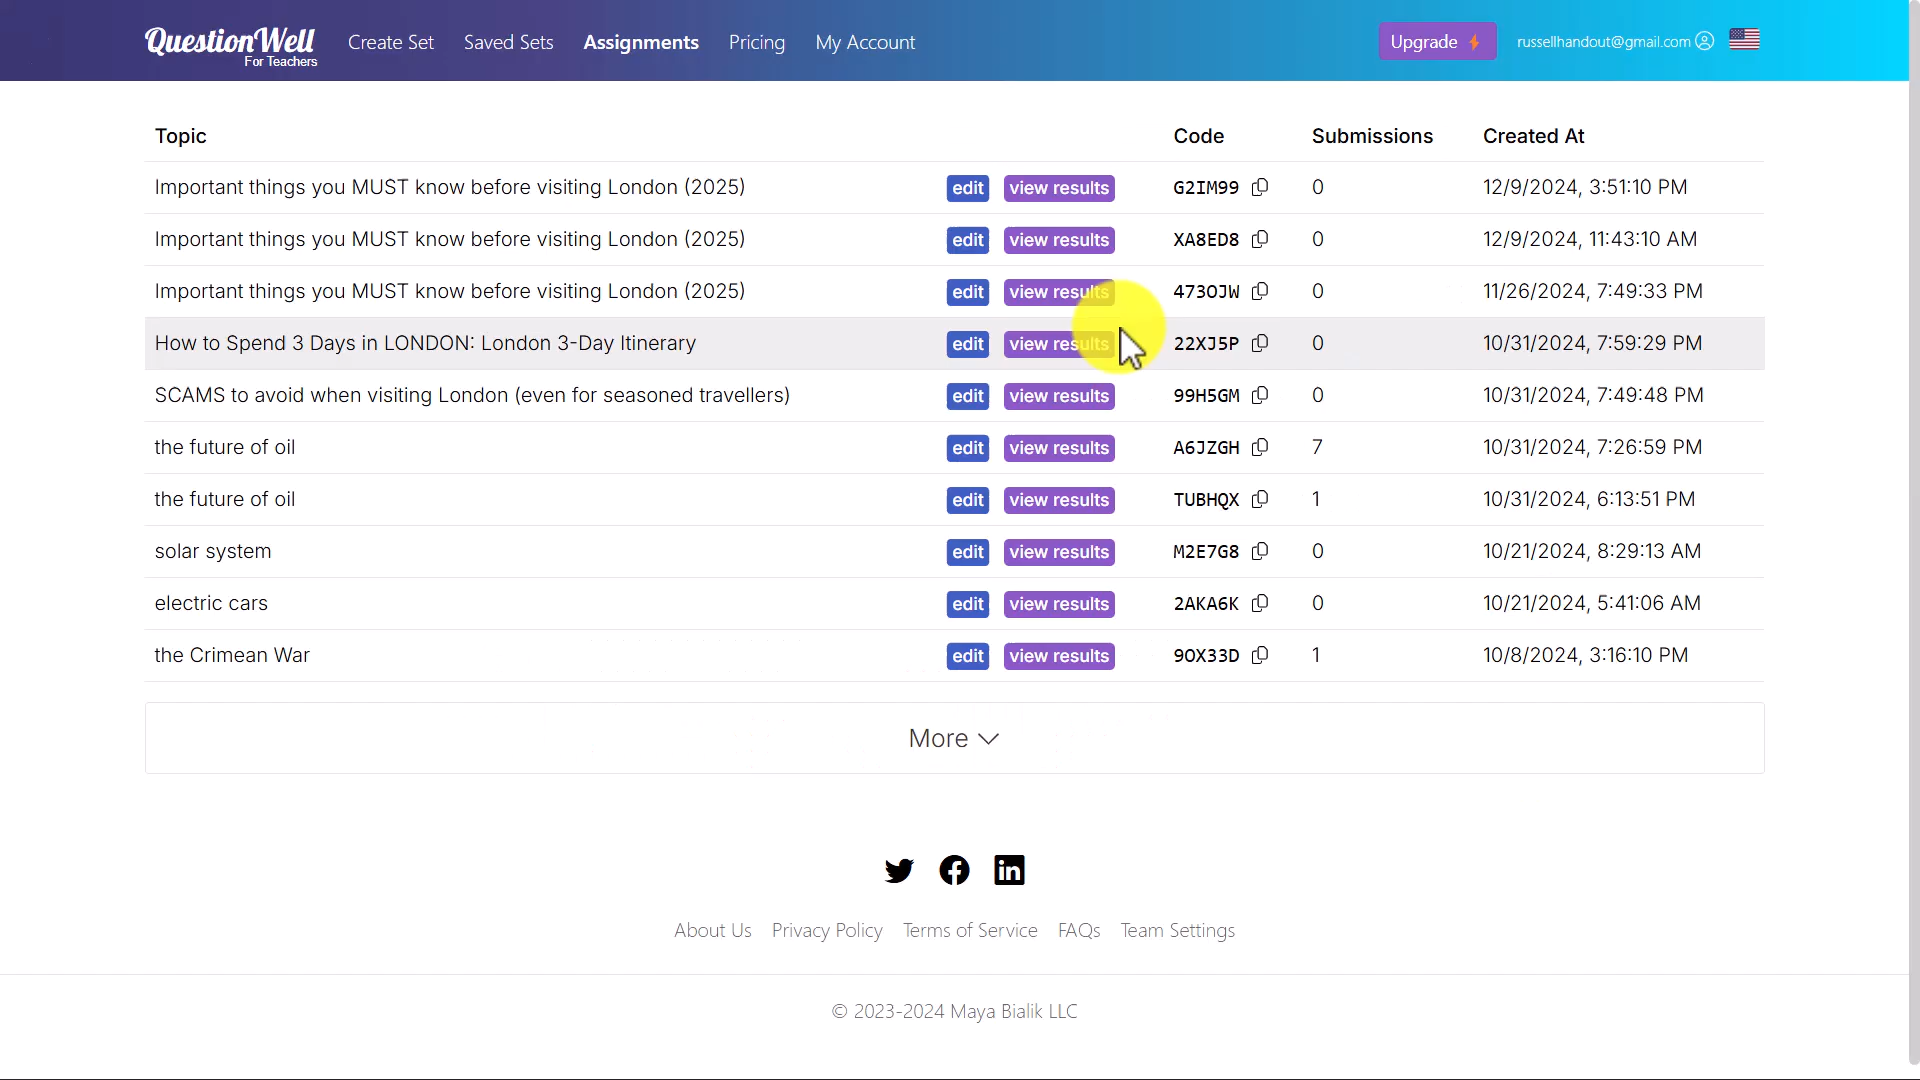 QuestionWell
For Teachers
Create Set Saved Sets Assignments Pricing My Account Upgrade russellhandout@gmail.com
Topic Code Submissions Created At
Important things you MUST know before visiting London (2025) edit view results G2IM99 0 12/9/2024, 3:51:10 PM
Important things you MUST know before visiting London (2025) edit view results XA8ED8 0 12/9/2024, 11:43:10 AM
Important things you MUST know before visiting London (2025) edit view results 473OJW 0 11/26/2024, 7:49:33 PM
How to Spend 3 Days in LONDON: London 3-Day Itinerary edit view results 22XJ5P 0 10/31/2024, 7:59:29 PM
SCAMS to avoid when visiting London (even for seasoned travellers) edit view results 99H5GM 0 10/31/2024, 7:49:48 PM
the future of oil edit view results A6JZGH 7 10/31/2024, 7:26:59 PM
the future of oil edit view results TUBHQX 1 10/31/2024, 6:13:51 PM
solar system edit view results M2E7G8 0 10/21/2024, 8:29:13 AM
electric cars edit view results 2AKA6K 0 10/21/2024, 5:41:06 AM
the Crimean War edit view results 9OX33D 1 10/8/2024, 3:16:10 PM
More
About Us Privacy Policy Terms of Service FAQs Team Settings
© 2023-2024 Maya Bialik LLC